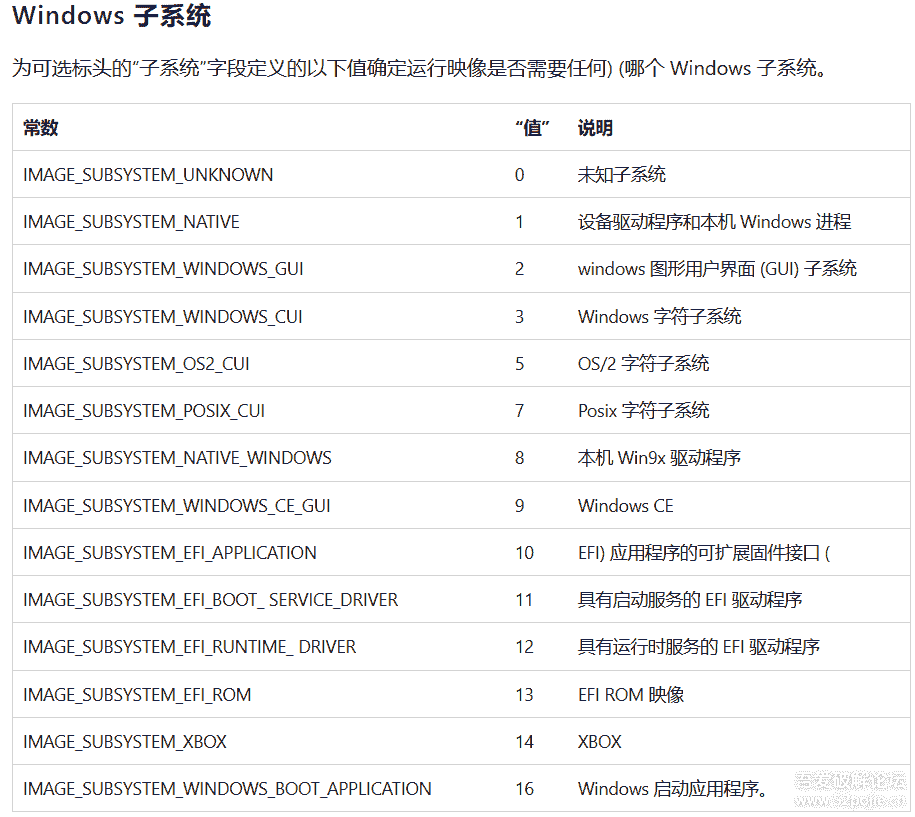 Windows 子系统
为可选标头的“子系统”字段定义的以下值确定运行映像是否需要任何) (哪个 Windows 子系统。
常数 “值” 说明
IMAGE_SUBSYSTEM_UNKNOWN 0 未知子系统
IMAGE_SUBSYSTEM_NATIVE 1 设备驱动程序和本机 Windows 进程
IMAGE_SUBSYSTEM_WINDOWS_GUI 2 windows 图形用户界面 (GUI) 子系统
IMAGE_SUBSYSTEM_WINDOWS_CUI 3 Windows 字符子系统
IMAGE_SUBSYSTEM_OS2_CUI 5 OS/2 字符子系统
IMAGE_SUBSYSTEM_POSIX_CUI 7 Posix 字符子系统
IMAGE_SUBSYSTEM_NATIVE_WINDOWS 8 本机 Win9x 驱动程序
IMAGE_SUBSYSTEM_WINDOWS_CE_GUI 9 Windows CE
IMAGE_SUBSYSTEM_EFI_APPLICATION 10 EFI) 应用程序的可扩展固件接口 (
IMAGE_SUBSYSTEM_EFI_BOOT_ SERVICE_DRIVER 11 具有启动服务的 EFI 驱动程序
IMAGE_SUBSYSTEM_EFI_RUNTIME_ DRIVER 12 具有运行时服务的 EFI 驱动程序
IMAGE_SUBSYSTEM_EFI_ROM 13 EFI ROM 映像
IMAGE_SUBSYSTEM_XBOX 14 XBOX
IMAGE_SUBSYSTEM_WINDOWS_BOOT_APPLICATION 16 Windows 启动应用程序。
吾爱破解论坛
www.52pojie.cn